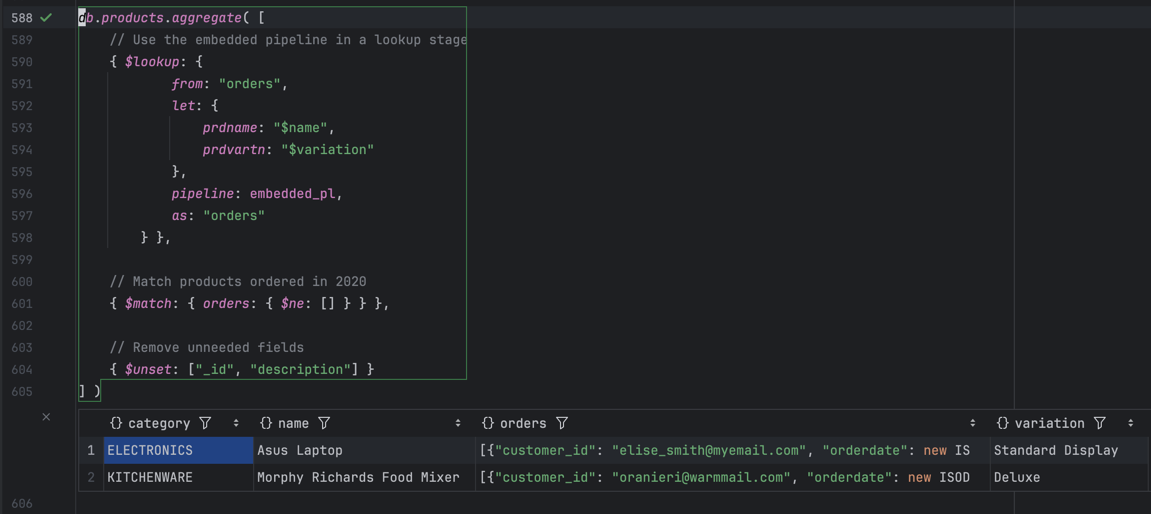 588 db.products.aggregate( [
589 // Use the embedded pipeline in a lookup stage
590 { $lookup: {
591 from: "orders",
592 let: {
593 prdname: "$name",
594 prdvartn: "$variation"
595 },
596 pipeline: embedded_pl,
597 as: "orders"
598 } },
599
600 // Match products ordered in 2020
601 { $match: { orders: { $ne: [] } } },
602
603 // Remove unneeded fields
604 { $unset: ["_id", "description"] }
605 ] )
{} category {} name {} orders {} variation
1 ELECTRONICS Asus Laptop [{"customer_id": "elise_smith@myemail.com", "orderdate": new IS Standard Display
2 KITCHENWARE Morphy Richards Food Mixer [{"customer_id": "oranieri@warmmail.com", "orderdate": new ISOD Deluxe
606